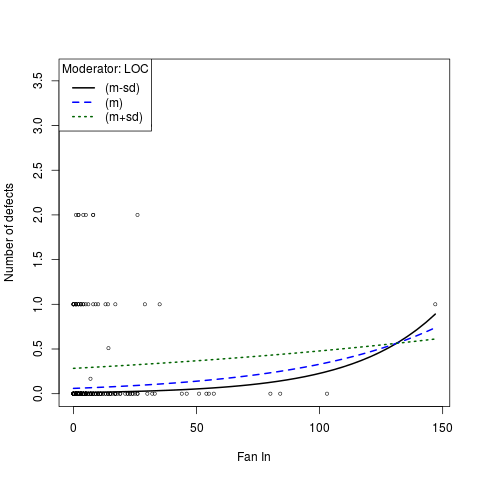 Moderator: LOC
(m-sd)
(m)
(m+sd)
3.5
3.0
2.5
2.0
1.5
1.0
0.5
0.0
Number of defects
0
50
100
150
Fan In